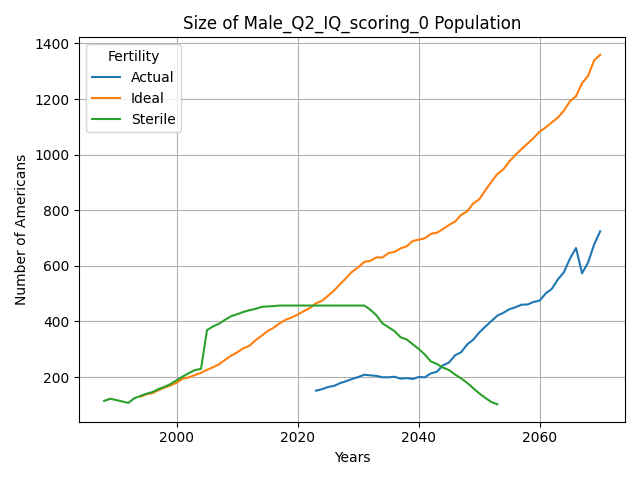 Size of Male_Q2_IQ_scoring_0 Population
Fertility
Actual
Ideal
Sterile
Number of Americans
1400
1200
1000
800
600
400
200
2000
2020
2040
2060
Years